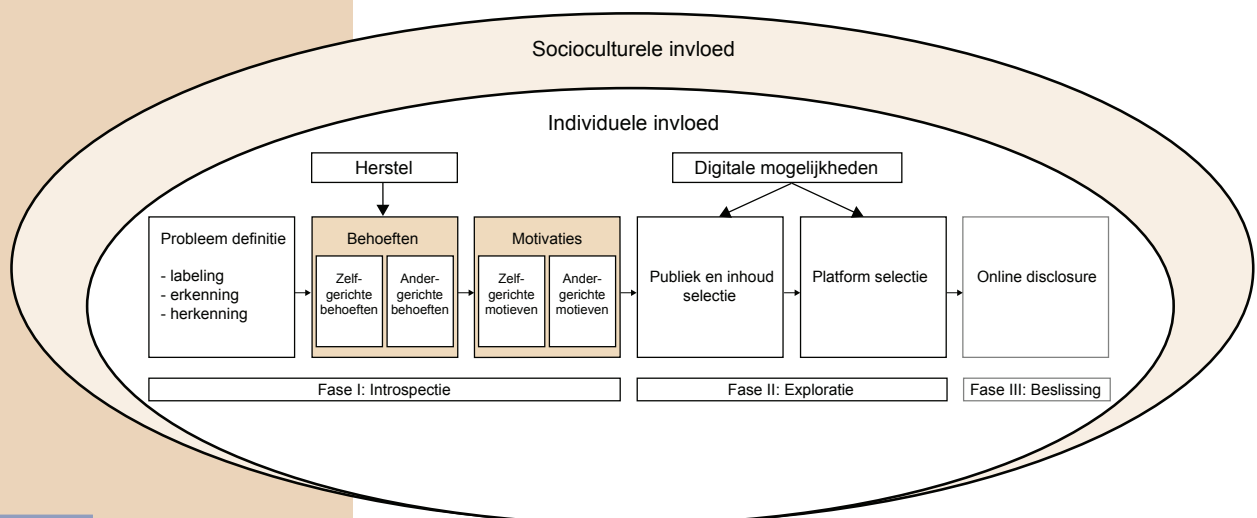 Socioculturele invloed
Individuele invloed
Herstel
Digitale mogelijkheden
Probleem definitie
- labeling
- erkenning
- herkenning
Behoeften
Zelf-
gerichte
behoeften
Ander-
gerichte
behoeften
Motivaties
Zelf-
gerichte
motieven
Ander-
gerichte
motieven
Publiek en inhoud
selectie
Platform selectie
Online disclosure
Fase I: Introspectie
Fase II: Exploratie
Fase III: Beslissing